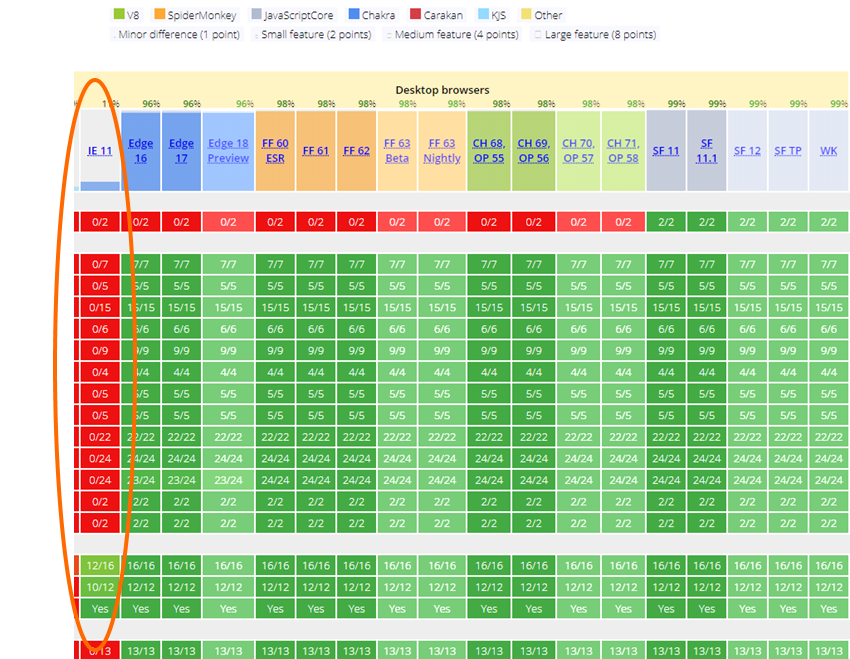 V8 SpiderMonkey JavaScriptCore Chakra Carakan KJS Other
Minor difference (1 point) Small feature (2 points) Medium feature (4 points) Large feature (8 points)
Desktop browsers
11% 96% 96% 96% 98% 98% 98% 98% 98% 98% 98% 98% 98% 99% 99% 99% 99% 99%
IE 11 Edge 16 Edge 17 Edge 18 Preview FF 60 ESR FF 61 FF 62 FF 63 Beta FF 63 Nightly CH 68, OP 55 CH 69, OP 56 CH 70, OP 57 CH 71, OP 58 SF 11 SF 11.1 SF 12 SF TP WK
0/2 0/2 0/2 0/2 0/2 0/2 0/2 0/2 0/2 0/2 0/2 0/2 0/2 2/2 2/2 2/2 2/2 2/2
0/7 7/7 7/7 7/7 7/7 7/7 7/7 7/7 7/7 7/7 7/7 7/7 7/7 7/7 7/7 7/7 7/7 7/7
0/5 5/5 5/5 5/5 5/5 5/5 5/5 5/5 5/5 5/5 5/5 5/5 5/5 5/5 5/5 5/5 5/5 5/5
0/15 15/15 15/15 15/15 15/15 15/15 15/15 15/15 15/15 15/15 15/15 15/15 15/15 15/15 15/15 15/15 15/15 15/15
0/6 6/6 6/6 6/6 6/6 6/6 6/6 6/6 6/6 6/6 6/6 6/6 6/6 6/6 6/6 6/6 6/6 6/6
0/9 9/9 9/9 9/9 9/9 9/9 9/9 9/9 9/9 9/9 9/9 9/9 9/9 9/9 9/9 9/9 9/9 9/9
0/4 4/4 4/4 4/4 4/4 4/4 4/4 4/4 4/4 4/4 4/4 4/4 4/4 4/4 4/4 4/4 4/4 4/4
0/5 5/5 5/5 5/5 5/5 5/5 5/5 5/5 5/5 5/5 5/5 5/5 5/5 5/5 5/5 5/5 5/5 5/5
0/5 5/5 5/5 5/5 5/5 5/5 5/5 5/5 5/5 5/5 5/5 5/5 5/5 5/5 5/5 5/5 5/5 5/5
0/22 22/22 22/22 22/22 22/22 22/22 22/22 22/22 22/22 22/22 22/22 22/22 22/22 22/22 22/22 22/22 22/22 22/22
0/24 24/24 24/24 24/24 24/24 24/24 24/24 24/24 24/24 24/24 24/24 24/24 24/24 24/24 24/24 24/24 24/24 24/24
0/24 23/24 23/24 23/24 24/24 24/24 24/24 24/24 24/24 24/24 24/24 24/24 24/24 24/24 24/24 24/24 24/24 24/24
0/2 2/2 2/2 2/2 2/2 2/2 2/2 2/2 2/2 2/2 2/2 2/2 2/2 2/2 2/2 2/2 2/2 2/2
0/2 2/2 2/2 2/2 2/2 2/2 2/2 2/2 2/2 2/2 2/2 2/2 2/2 2/2 2/2 2/2 2/2 2/2
12/16 16/16 16/16 16/16 16/16 16/16 16/16 16/16 16/16 16/16 16/16 16/16 16/16 16/16 16/16 16/16 16/16 16/16
10/12 12/12 12/12 12/12 12/12 12/12 12/12 12/12 12/12 12/12 12/12 12/12 12/12 12/12 12/12 12/12 12/12 12/12
Yes Yes Yes Yes Yes Yes Yes Yes Yes Yes Yes Yes Yes Yes Yes Yes Yes Yes
0/13 13/13 13/13 13/13 13/13 13/13 13/13 13/13 13/13 13/13 13/13 13/13 13/13 13/13 13/13 13/13 13/13 13/13